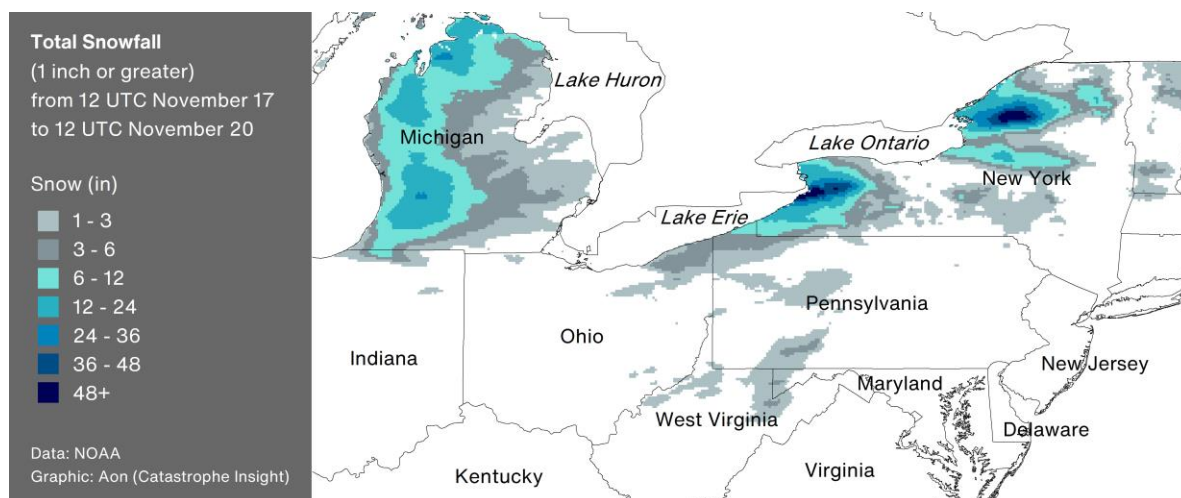 Total Snowfall
(1 inch or greater)
from 12 UTC November 17
to 12 UTC November 20
Snow (in)
1 - 3
3 - 6
6 - 12
12 - 24
24 - 36
36 - 48
48+
Data: NOAA
Graphic: Aon (Catastrophe Insight)
Lake Huron
Michigan
Lake Ontario
New York
Lake Erie
Pennsylvania
Ohio
Indiana
New Jersey
Maryland
West Virginia
Delaware
Kentucky
Virginia